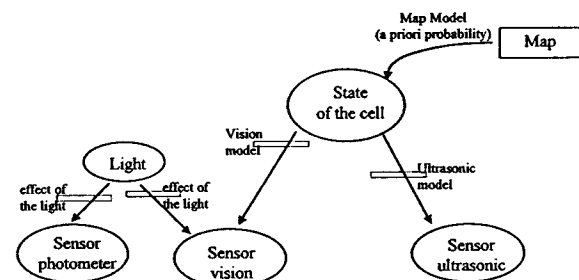 Map Model
(a priori probability)
Map
State
of the cell
Vision
model
Light
Ultrasonic
model
effect of
the light
effect of
the light
Sensor
photometer
Sensor
vision
Sensor
ultrasonic